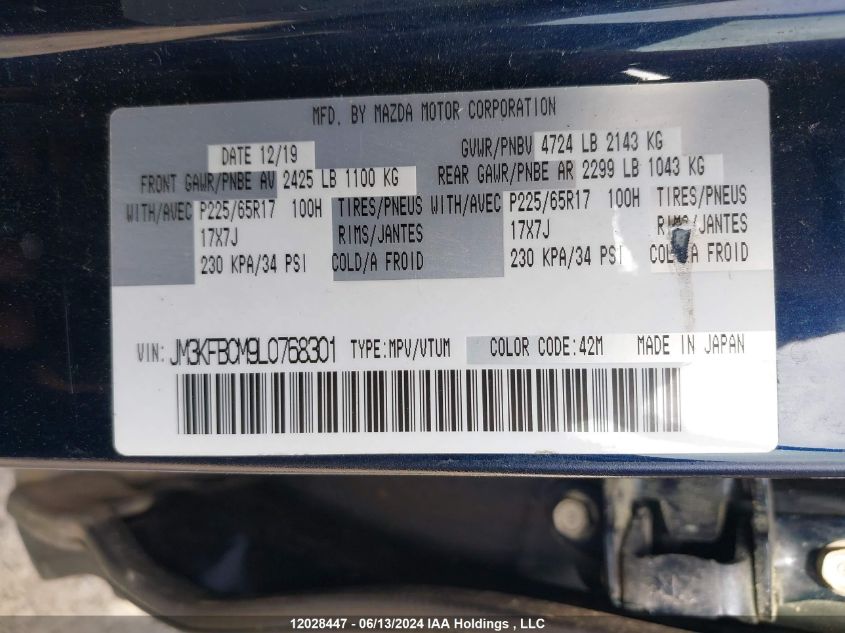 MFD. BY MAZDA MOTOR CORPORATION
DATE 12/19 GVWR/PNBV 4724 LB 2143 KG
FRONT GAWR/PNBE AV 2425 LB 1100 KG REAR GAWR/PNBE AR 2299 LB 1043 KG
WITH/AVEC P225/65R17 100H TIRES/PNEUS WITH/AVEC P225/65R17 100H TIRES/PNEUS
17X7J RIMS/JANTES 17X7J RIMS/JANTES
230 KPA/34 PSI COLD/A FROID 230 KPA/34 PSI COLD/A FROID
VIN: JM3KFBCM9L0768301 TYPE:MPV/VTUM COLOR CODE:42M MADE IN JAPAN
12028447 - 06/13/2024 IAA Holdings , LLC